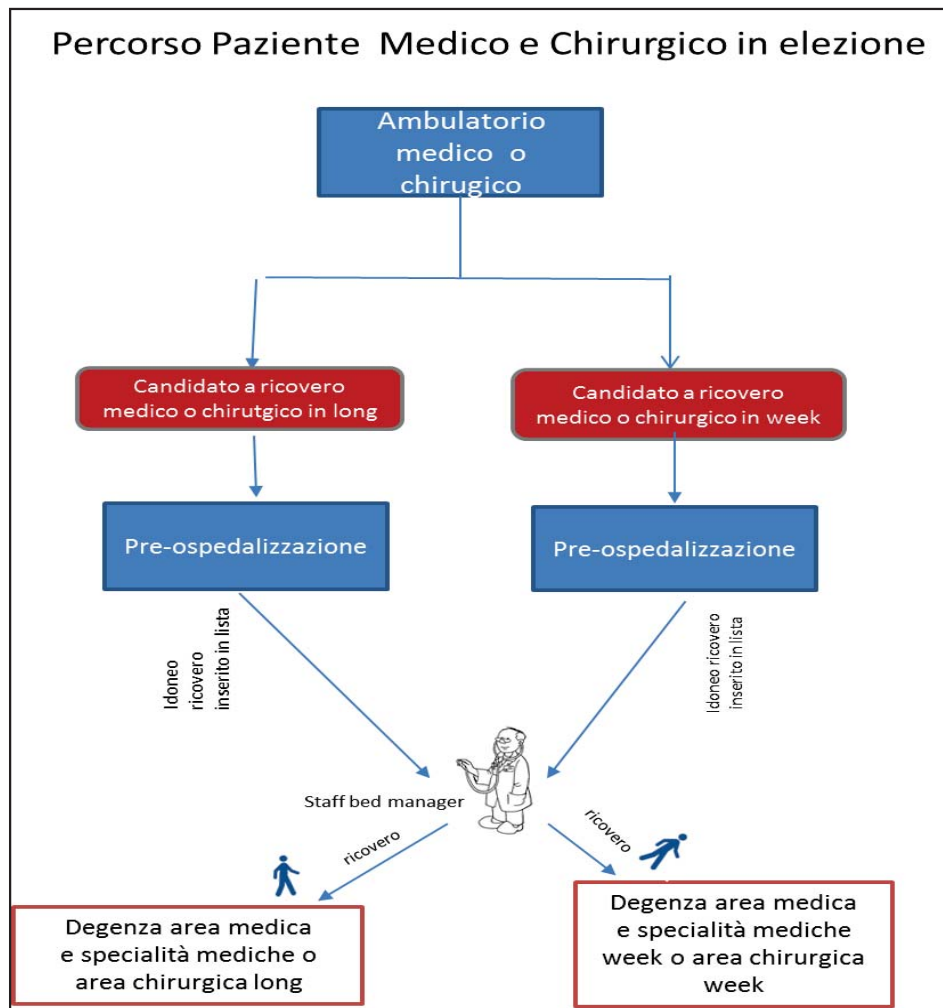 Percorso Paziente Medico e Chirurgico in elezione
Ambulatorio
medico o
chirugico
Candidato a ricovero
medico o chirutgico in long
Candidato a ricovero
medico o chirurgico in week
Pre-ospedalizzazione
Pre-ospedalizzazione
Idoneo
ricovero
inserito in lista
Idoneo ricovero
inserito in lista
Staff bed manager
ricovero
ricovero
Degenza area medica
e specialità mediche o
area chirurgica long
Degenza area medica
e specialità mediche
week o area chirurgica
week